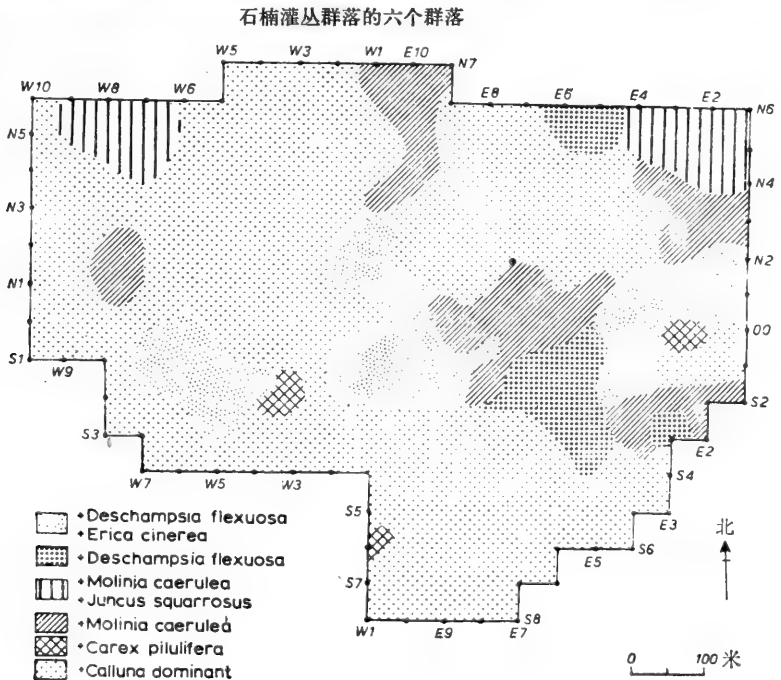 石楠灌丛群落的六个群落
W5 W3 W1 E10 N7
W10 W8 W6 E8 E6 E4 E2 N6
N5
N4
N3
N2
N1
00
S1 W9
S2
S3 E2
W7 W5 W3 S4
S5 E3
E5 S6
S7
W1 E9 E7 S8
+Deschampsia flexuosa
+Erica cinerea
+Deschampsia flexuosa
+Molinia caerulea
+Juncus squarrosus
+Molinia caerulea
+Carex pilulifera
+Calluna dominant
北
0 100米